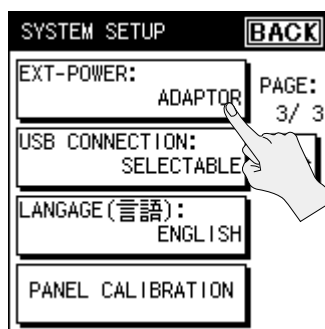 SYSTEM SETUP
BACK
EXT-POWER:
ADAPTOR
PAGE:
3/ 3
USB CONNECTION:
SELECTABLE
LANGAGE(言語):
ENGLISH
PANEL CALIBRATION